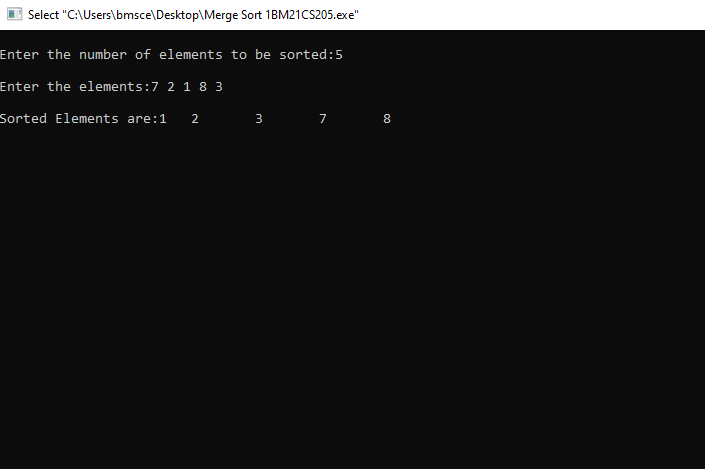 Select "C:\Users\bmsce\Desktop\Merge Sort 1BM21CS205.exe"
Enter the number of elements to be sorted:5
Enter the elements:7 2 1 8 3
Sorted Elements are:1	2	3	7	8